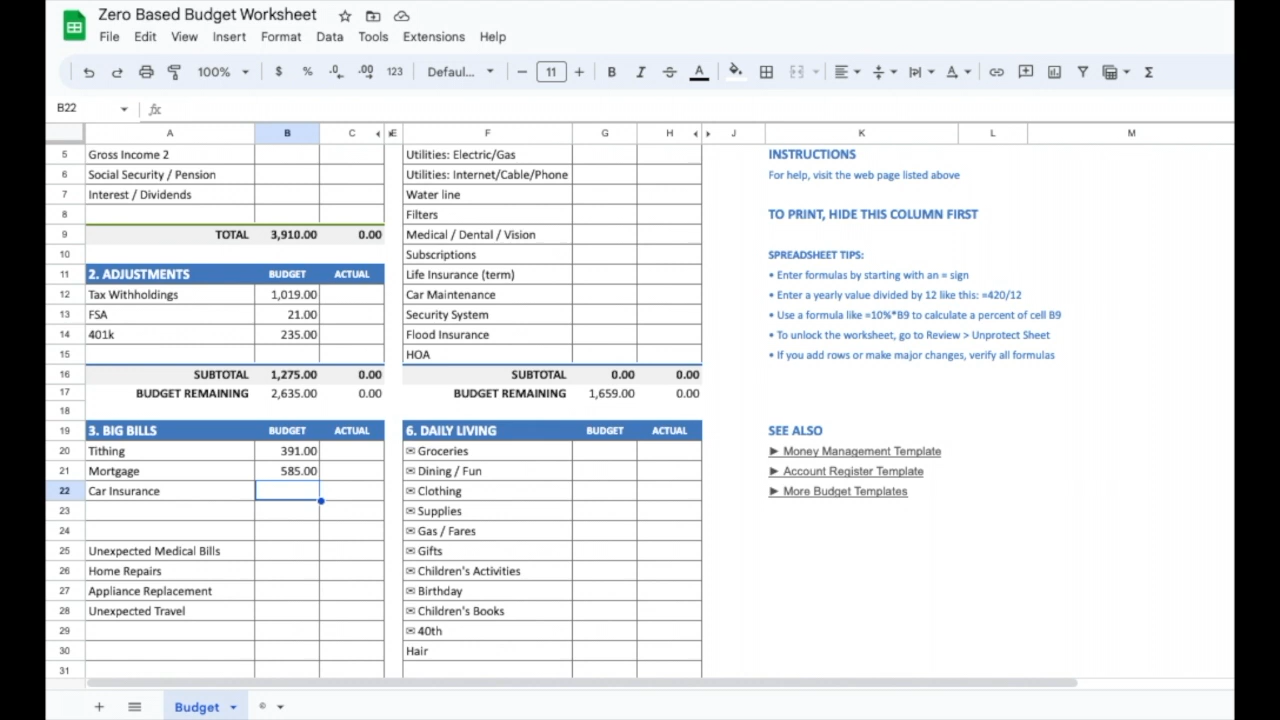 Zero Based Budget Worksheet
File Edit View Insert Format Data Tools Extensions Help
100% $ % .0 .00 123 Defaul... 11 B I A Σ
B22 fx
A B C E F G H J K L M
5 Gross Income 2 Utilities: Electric/Gas INSTRUCTIONS
6 Social Security / Pension Utilities: Internet/Cable/Phone For help, visit the web page listed above
7 Interest / Dividends Water line
8 Filters TO PRINT, HIDE THIS COLUMN FIRST
9 TOTAL 3,910.00 0.00 Medical / Dental / Vision
10 Subscriptions SPREADSHEET TIPS:
11 2. ADJUSTMENTS BUDGET ACTUAL Life Insurance (term) • Enter formulas by starting with an = sign
12 Tax Withholdings 1,019.00 Car Maintenance • Enter a yearly value divided by 12 like this: =420/12
13 FSA 21.00 Security System • Use a formula like =10%*B9 to calculate a percent of cell B9
14 401k 235.00 Flood Insurance • To unlock the worksheet, go to Review > Unprotect Sheet
15 HOA • If you add rows or make major changes, verify all formulas
16 SUBTOTAL 1,275.00 0.00 SUBTOTAL 0.00 0.00
17 BUDGET REMAINING 2,635.00 0.00 BUDGET REMAINING 1,659.00 0.00
18
19 3. BIG BILLS BUDGET ACTUAL 6. DAILY LIVING BUDGET ACTUAL SEE ALSO
20 Tithing 391.00 ✉ Groceries ► Money Management Template
21 Mortgage 585.00 ✉ Dining / Fun ► Account Register Template
22 Car Insurance ✉ Clothing ► More Budget Templates
23 ✉ Supplies
24 ✉ Gas / Fares
25 Unexpected Medical Bills ✉ Gifts
26 Home Repairs ✉ Children's Activities
27 Appliance Replacement ✉ Birthday
28 Unexpected Travel ✉ Children's Books
29 ✉ 40th
30 Hair
31
Budget ©